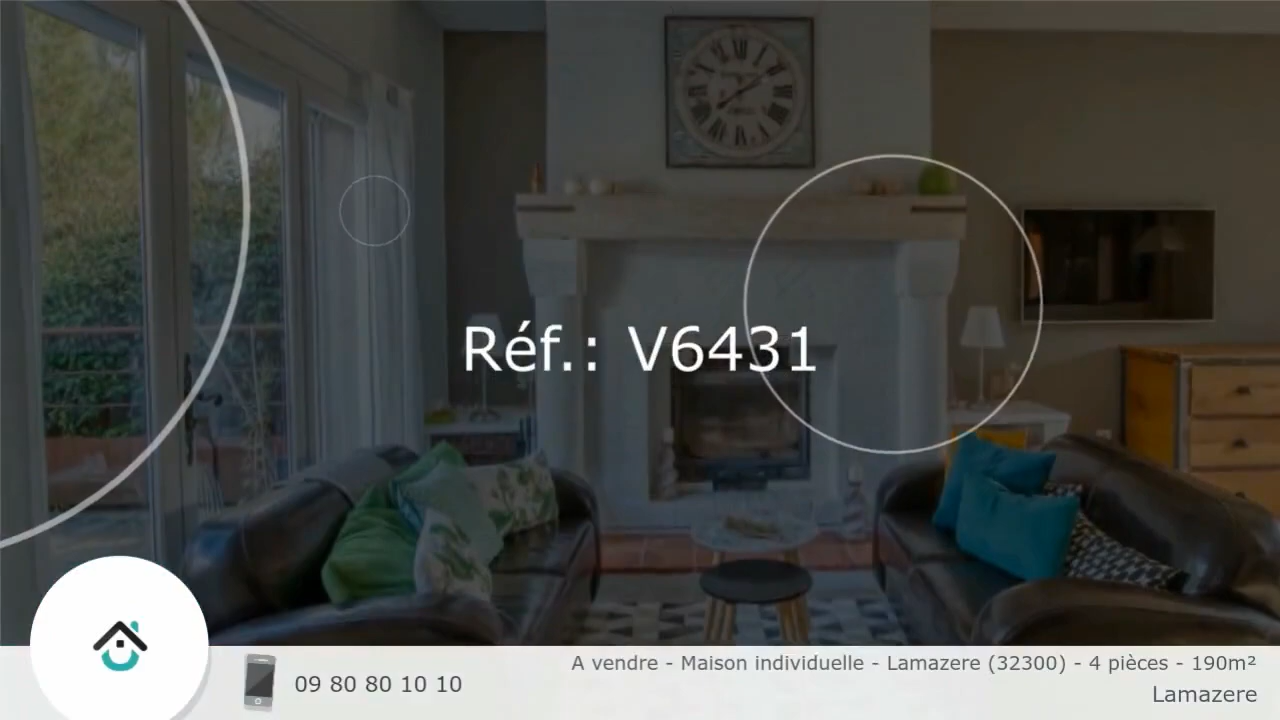 Réf.: V6431
A vendre - Maison individuelle - Lamazere (32300) - 4 pièces - 190m²
09 80 80 10 10
Lamazere